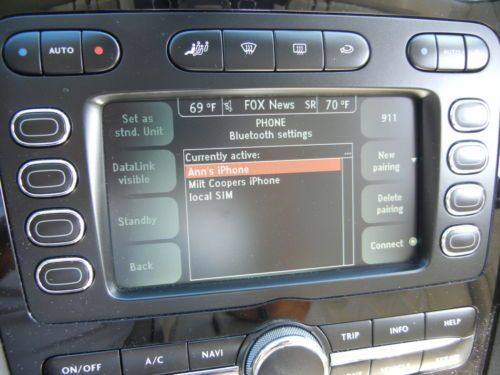 AUTO
AUTO
69 °F FOX News SR 70 °F
PHONE
Bluetooth settings
Set as
stnd. Unit
DataLink
visible
Standby
Back
Currently active: ...
Ann's iPhone
Milt Coopers iPhone
local SIM
911
New
pairing
Delete
pairing
Connect
ON/OFF
A/C
NAVI
TRIP
INFO
HELP